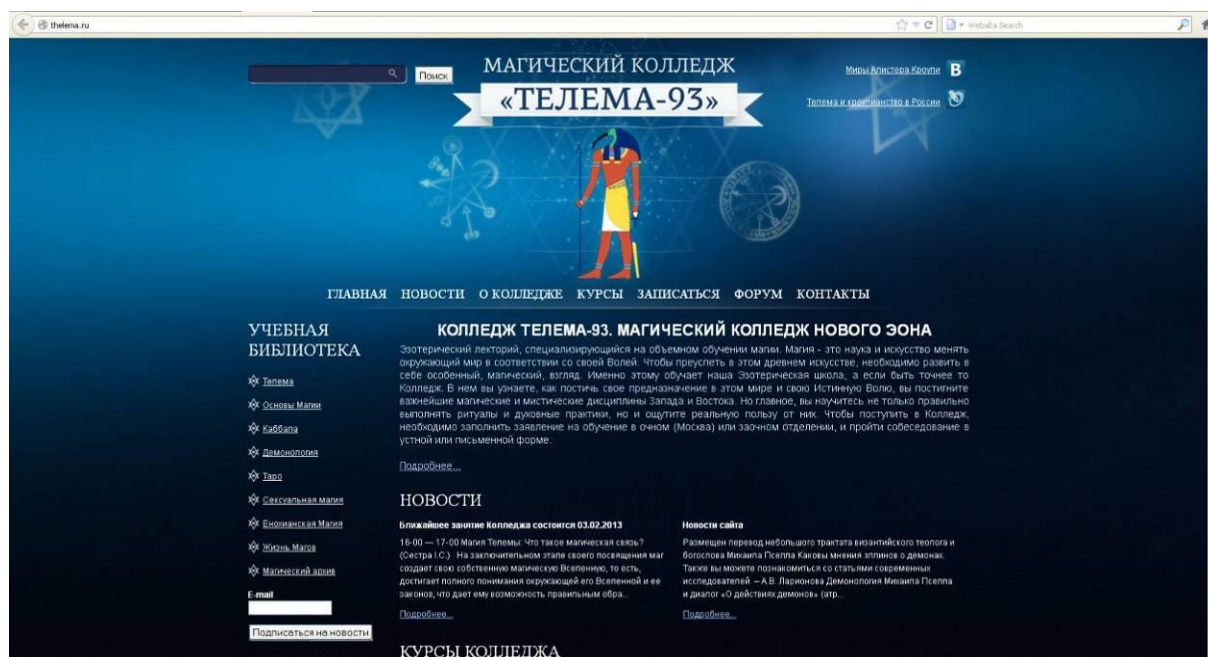 thelema.ru
Webalta Search
Поиск
МАГИЧЕСКИЙ КОЛЛЕДЖ
«ТЕЛЕМА-93»
Миры Алистера Кроули
Телема и кроулианство в России
ГЛАВНАЯ НОВОСТИ О КОЛЛЕДЖЕ КУРСЫ ЗАПИСАТЬСЯ ФОРУМ КОНТАКТЫ
УЧЕБНАЯ
БИБЛИОТЕКА
Телема
Основы Магии
Каббала
Демонология
Таро
Сексуальная магия
Енохианская Магия
Жизнь Магов
Магический архив
E-mail
Подписаться на новости
КОЛЛЕДЖ ТЕЛЕМА-93. МАГИЧЕСКИЙ КОЛЛЕДЖ НОВОГО ЭОНА
Эзотерический лекторий, специализирующийся на объемном обучении магии. Магия - это наука и искусство менять
окружающий мир в соответствии со своей Волей. Чтобы преуспеть в этом древнем искусстве, необходимо развить в
себе особенный, магический, взгляд. Именно этому обучает наша Эзотерическая школа, а если быть точнее то
Колледж. В нем вы узнаете, как постичь свое предназначение в этом мире и свою Истинную Волю, вы постигните
важнейшие магические и мистические дисциплины Запада и Востока. Но главное, вы научитесь не только правильно
выполнять ритуалы и духовные практики, но и ощутите реальную пользу от них. Чтобы поступить в Колледж,
необходимо заполнить заявление на обучение в очном (Москва) или заочном отделении, и пройти собеседование в
устной или письменной форме.
Подробнее...
НОВОСТИ
Ближайшее занятие Колледжа состоится 03.02.2013
16-00 — 17-00 Магия Телемы: Что такое магическая связь?
(Сестра I.C.) На заключительном этапе своего посвящения маг
создает свою собственную магическую Вселенную, то есть,
достигает полного понимания окружающей его Вселенной и ее
законов, что дает ему возможность правильным обра...
Подробнее...
Новости сайта
Размещен перевод небольшого трактата византийского теолога и
богослова Михаила Пселла Каковы мнения эллинов о демонах.
Также вы можете познакомиться со статьями современных
исследователей – А.В. Ларионова Демонология Михаила Пселла
и диалог «О действиях демонов» (атр...
Подробнее...
КУРСЫ КОЛЛЕДЖА